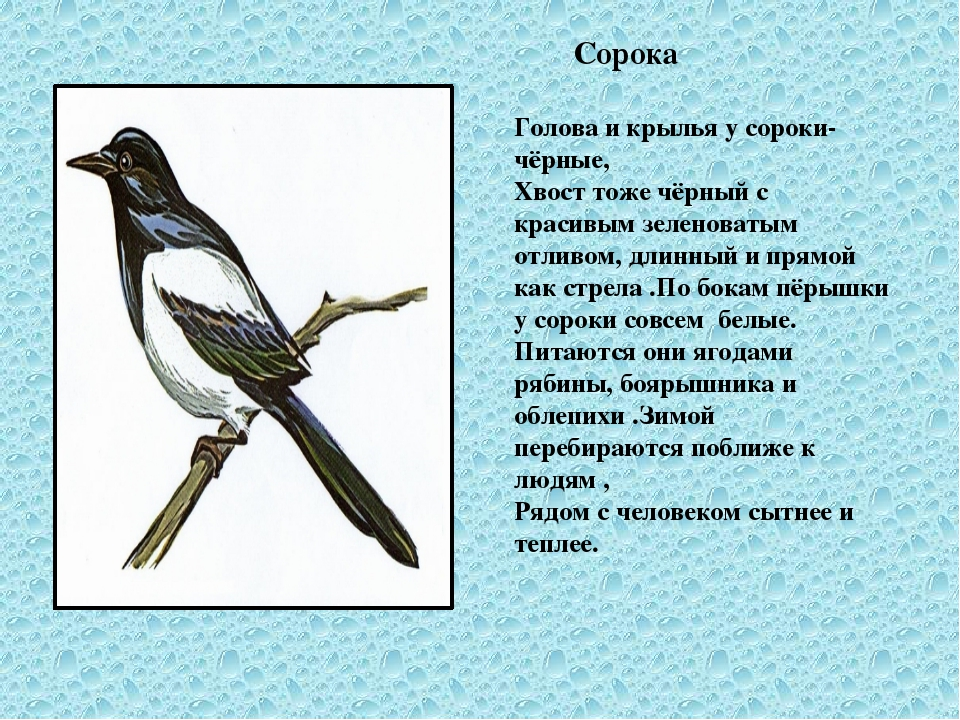 Сорока
Голова и крылья у сороки-
чёрные,
Хвост тоже чёрный с
красивым зеленоватым
отливом, длинный и прямой
как стрела .По бокам пёрышки
у сороки совсем  белые.
Питаются они ягодами
рябины, боярышника и
облепихи .Зимой
перебираются поближе к
людям ,
Рядом с человеком сытнее и
теплее.